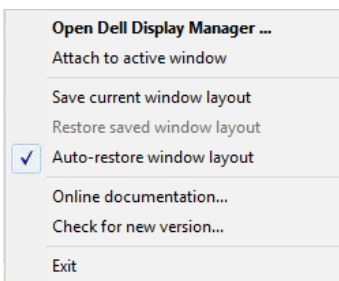 Open Dell Display Manager ...
Attach to active window
Save current window layout
Restore saved window layout
Auto-restore window layout
Online documentation...
Check for new version...
Exit